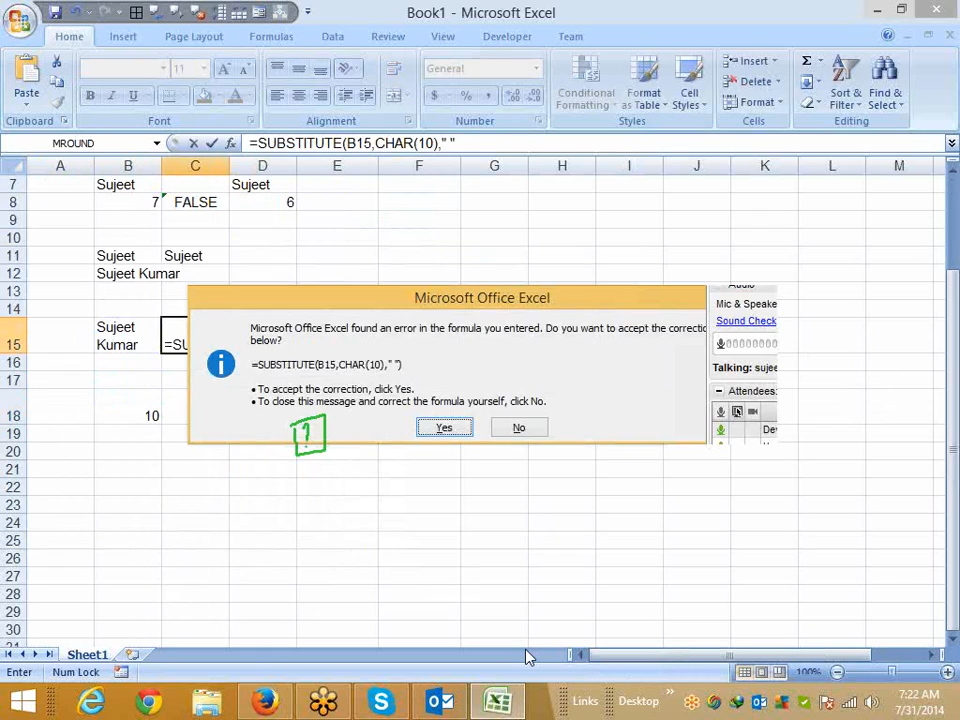 Book1 - Microsoft Excel
Home Insert Page Layout Formulas Data Review View Developer Team
Paste
11
General
Conditional Formatting
Format as Table
Cell Styles
Insert
Delete
Format
Sort & Filter
Find & Select
Clipboard Font Alignment Number Styles Cells Editing
MROUND =SUBSTITUTE(B15,CHAR(10)," "
A B C D E F G H I J K L M
7 Sujeet Sujeet
8 7 FALSE 6
9
10
11 Sujeet Sujeet
12 Sujeet Kumar
13
14
15 Sujeet Kumar =SU
16
17
18 10
19
20
21
22
23
24
25
26
27
28
29
30
Microsoft Office Excel
Microsoft Office Excel found an error in the formula you entered. Do you want to accept the correctio
below?
=SUBSTITUTE(B15,CHAR(10)," ")
• To accept the correction, click Yes.
• To close this message and correct the formula yourself, click No.
Yes No
?
Audio
Mic & Speake
Sound Check
Talking: sujee
Attendees:
De
Sheet1
Enter Num Lock 100%
Links Desktop
7:22 AM
7/31/2014